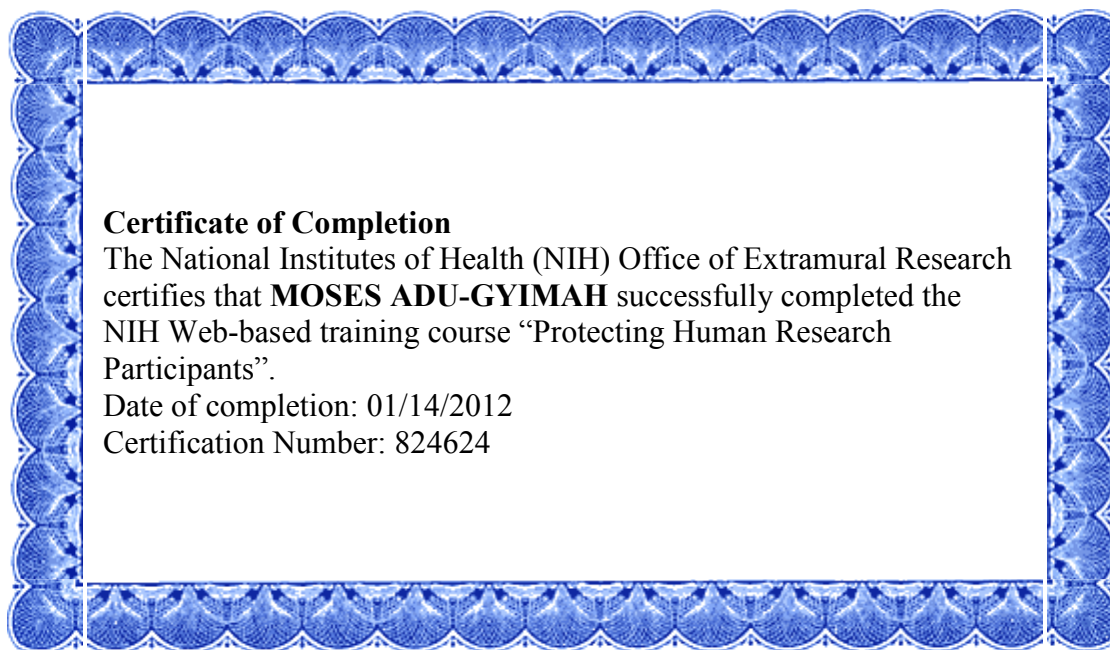 Certificate of Completion
The National Institutes of Health (NIH) Office of Extramural Research
certifies that MOSES ADU-GYIMAH successfully completed the
NIH Web-based training course “Protecting Human Research
Participants”.
Date of completion: 01/14/2012
Certification Number: 824624